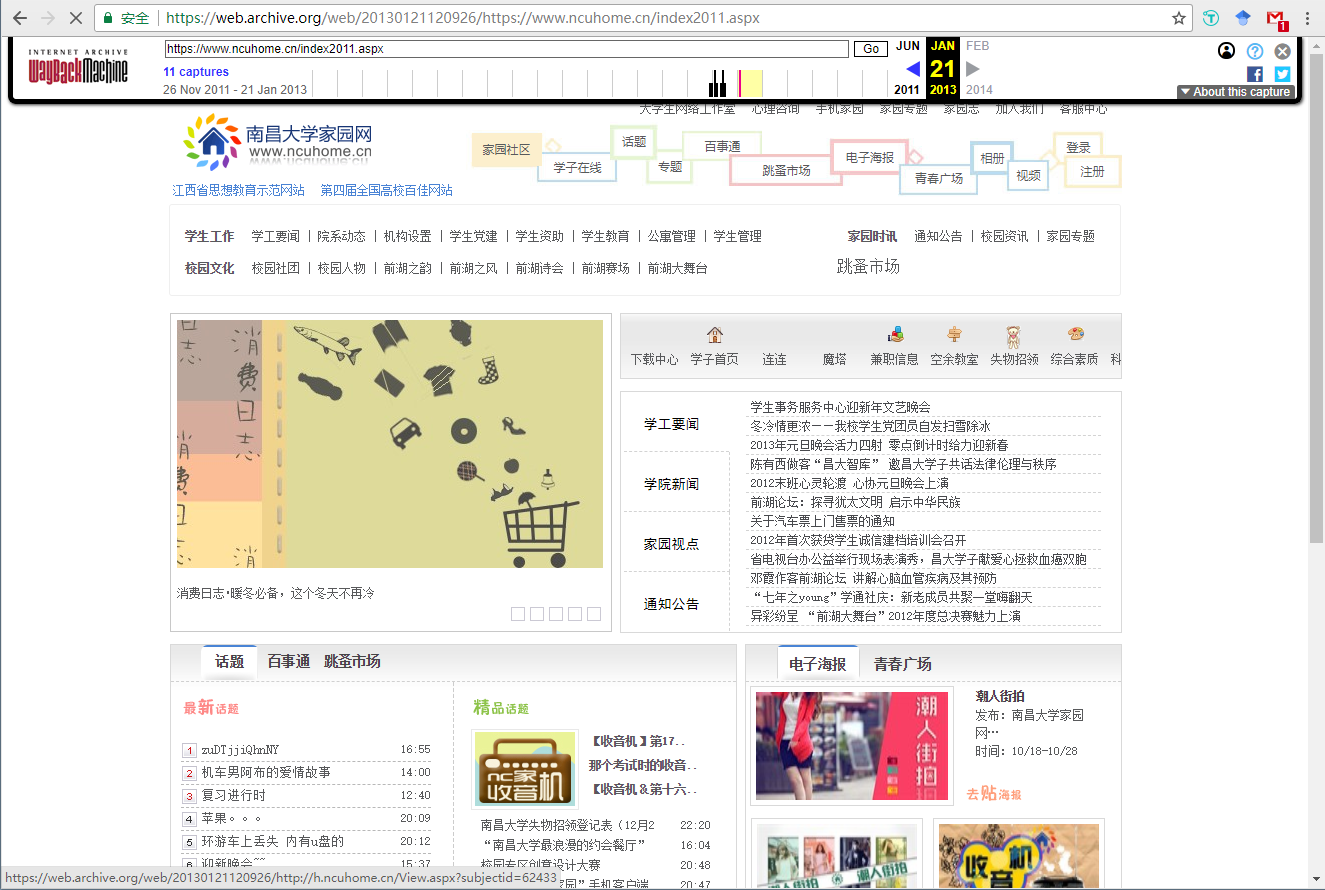 安全 https://web.archive.org/web/20130121120926/https://www.ncuhome.cn/index2011.aspx
1
INTERNET ARCHIVE
WayBackMachine
https://www.ncuhome.cn/index2011.aspx
Go
JUN JAN FEB
11 captures
21
26 Nov 2011 - 21 Jan 2013
2011 2013 2014
About this capture
大学生网络工作室 心理咨询 手机家园 家园专题 家园志 加入我们 客服中心
南昌大学家园网
www.ncuhome.cn
家园社区 学子在线 话题 专题 百事通 跳蚤市场 电子海报 青春广场 相册 视频 登录 注册
江西省思想教育示范网站 第四届全国高校百佳网站
学生工作 学工要闻 | 院系动态 | 机构设置 | 学生党建 | 学生资助 | 学生教育 | 公寓管理 | 学生管理
家园时讯 通知公告 | 校园资讯 | 家园专题
校园文化 校园社团 | 校园人物 | 前湖之韵 | 前湖之风 | 前湖诗会 | 前湖赛场 | 前湖大舞台
跳蚤市场
日志 消费日志 消费日志 消
消费日志•暖冬必备，这个冬天不再冷
下载中心 学子首页 连连 魔塔 兼职信息 空余教室 失物招领 综合素质 科
学工要闻
学院新闻
家园视点
通知公告
学生事务服务中心迎新年文艺晚会
冬冷情更浓——我校学生党团员自发扫雪除冰
2013年元旦晚会活力四射 零点倒计时给力迎新春
陈有西做客“昌大智库” 邀昌大学子共话法律伦理与秩序
2012末班心灵轮渡 心协元旦晚会上演
前湖论坛：探寻犹太文明 启示中华民族
关于汽车票上门售票的通知
2012年首次获贷学生诚信建档培训会召开
省电视台办公益举行现场表演秀，昌大学子献爱心拯救血癌双胞
邓霞作客前湖论坛 讲解心脑血管疾病及其预防
“七年之young”学通社庆：新老成员共聚一堂嗨翻天
异彩纷呈 “前湖大舞台”2012年度总决赛魅力上演
话题 百事通 跳蚤市场
最新话题
1 zuDTjjiQhnNY 16:55
2 机车男阿布的爱情故事 14:00
3 复习进行时 12:40
4 苹果。。。 20:09
5 环游车上丢失 内有u盘的 20:12
6 迎新晚会~~ 15:37
精品话题
nc家收音机
【收音机】第17..
那个考试时的收音..
【收音机＆第十六..
南昌大学失物招领登记表（12月2 22:20
“南昌大学最浪漫的约会餐厅” 16:04
校园专区创意设计大赛 20:48
家园”手机客户端 20:47
电子海报 青春广场
潮人街拍
潮人街拍
发布：南昌大学家园网…
时间：10/18-10/28
去贴海报
潮人街拍
收音机
https://web.archive.org/web/20130121120926/http://h.ncuhome.cn/View.aspx?subjectid=62433